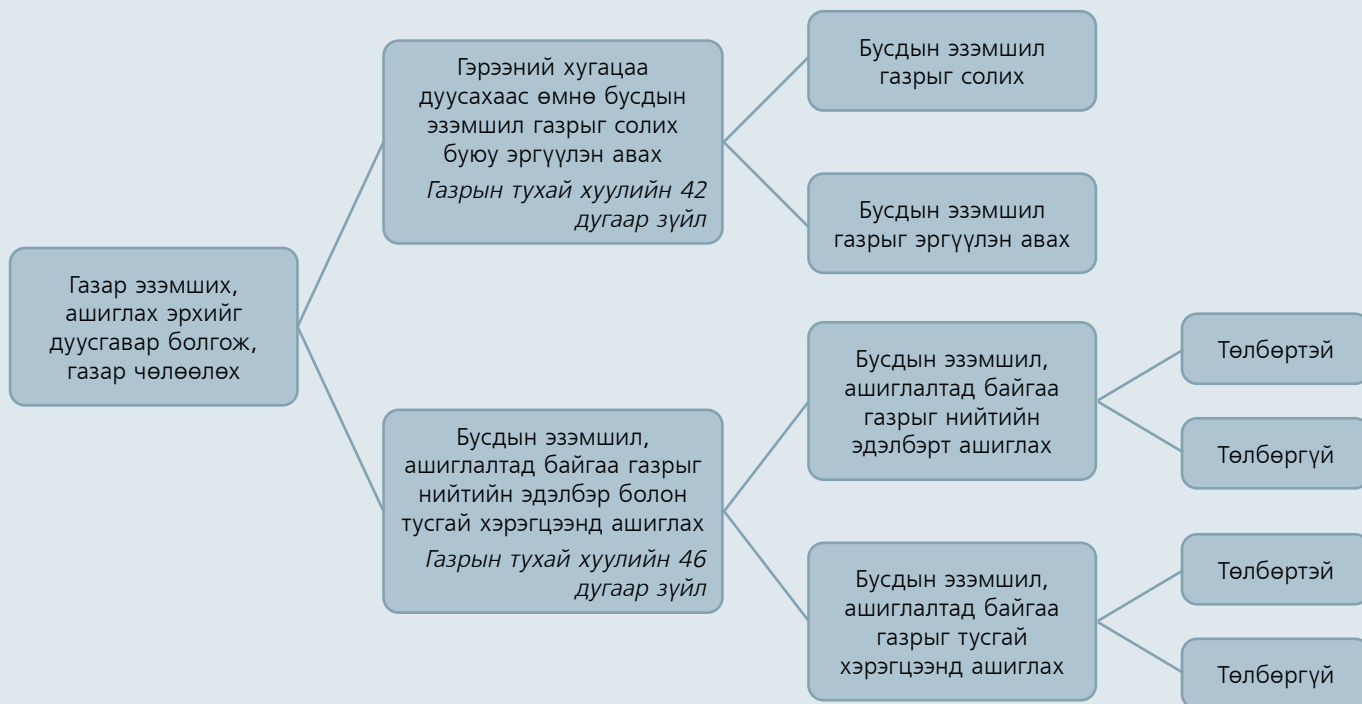 Газар эзэмших,
ашиглах эрхийг
дуусгавар болгож,
газар чөлөөлөх
Гэрээний хугацаа
дуусахаас өмнө бусдын
эзэмшил газрыг солих
буюу эргүүлэн авах
Газрын тухай хуулийн 42
дугаар зүйл
Бусдын эзэмшил
газрыг солих
Бусдын эзэмшил
газрыг эргүүлэн авах
Бусдын эзэмшил,
ашиглалтад байгаа газрыг
нийтийн эдэлбэр болон
тусгай хэрэгцээнд ашиглах
Газрын тухай хуулийн 46
дугаар зүйл
Бусдын эзэмшил,
ашиглалтад байгаа
газрыг нийтийн
эдэлбэрт ашиглах
Төлбөртэй
Төлбөргүй
Бусдын эзэмшил,
ашиглалтад байгаа
газрыг тусгай
хэрэгцээнд ашиглах
Төлбөртэй
Төлбөргүй